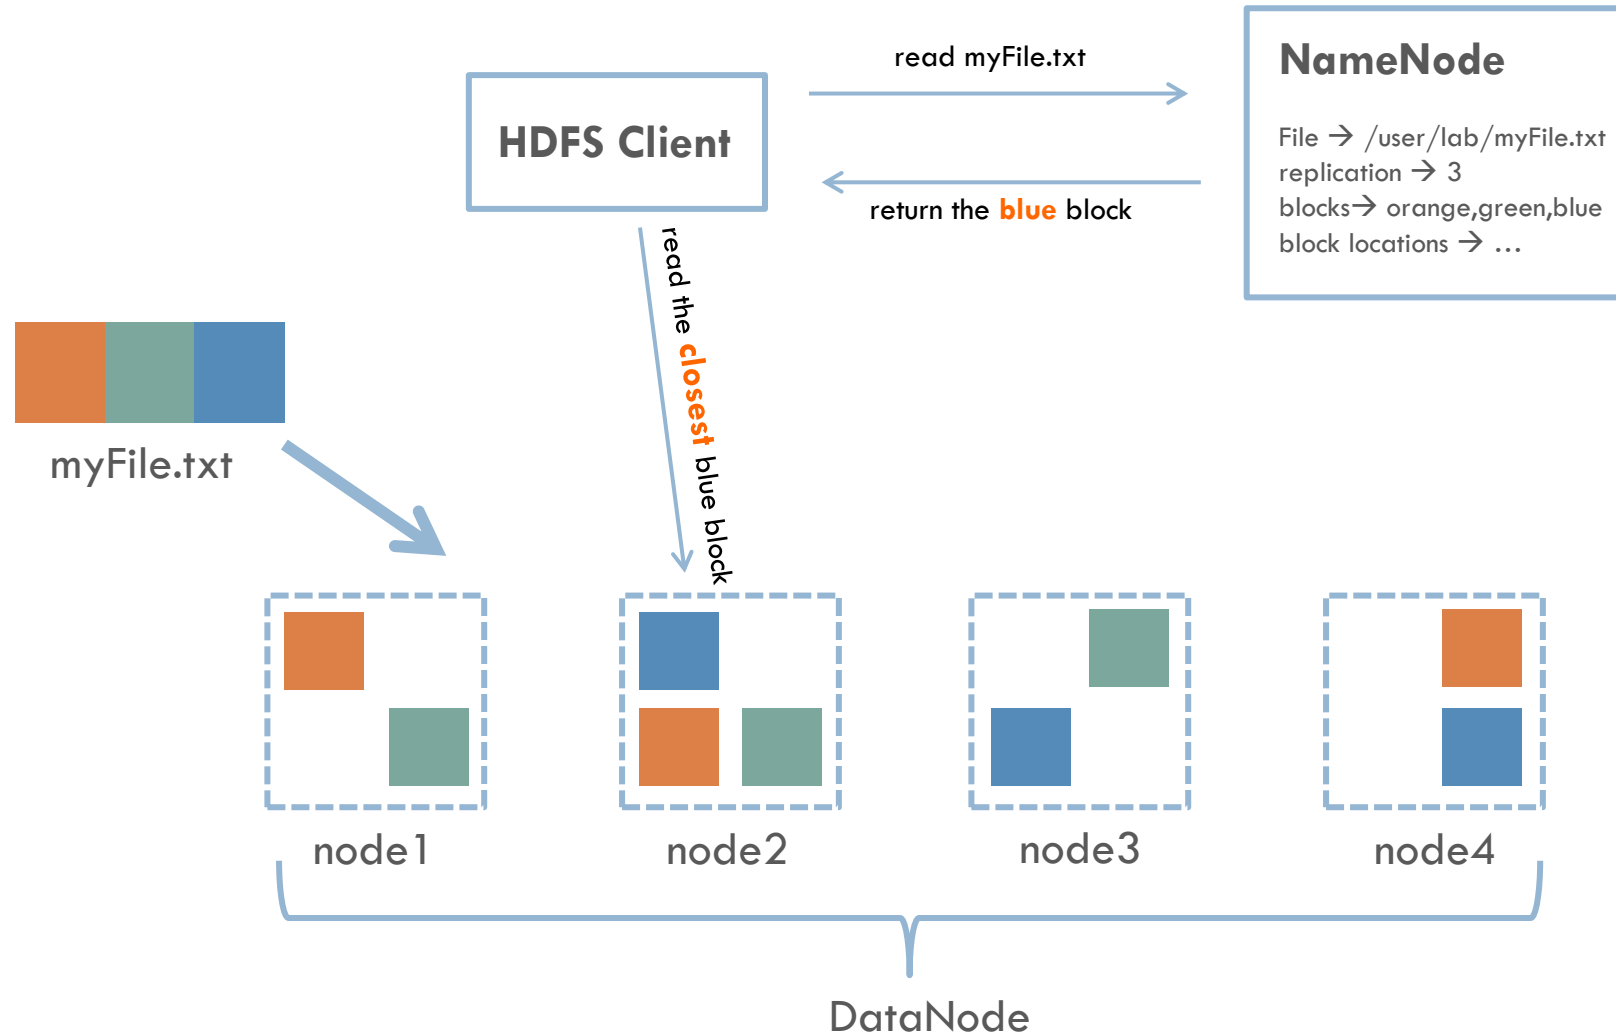 read myFile.txt
HDFS Client
return the blue block
NameNode
File → /user/lab/myFile.txt
replication → 3
blocks→ orange,green,blue
block locations → ...
read the closest blue block
myFile.txt
node1
node2
node3
node4
DataNode